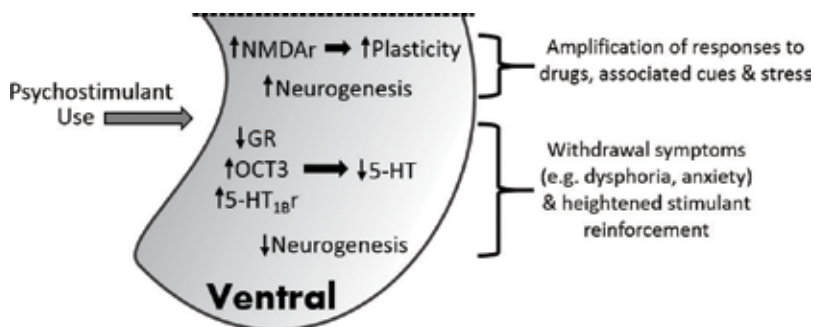 ↑NMDAr → ↑Plasticity
↑Neurogenesis
Amplification of responses to
drugs, associated cues & stress
Psychostimulant
Use
↓GR
↑OCT3 → ↓5-HT
↑5-HT1Br
↓Neurogenesis
Withdrawal symptoms
(e.g. dysphoria, anxiety)
& heightened stimulant
reinforcement
Ventral